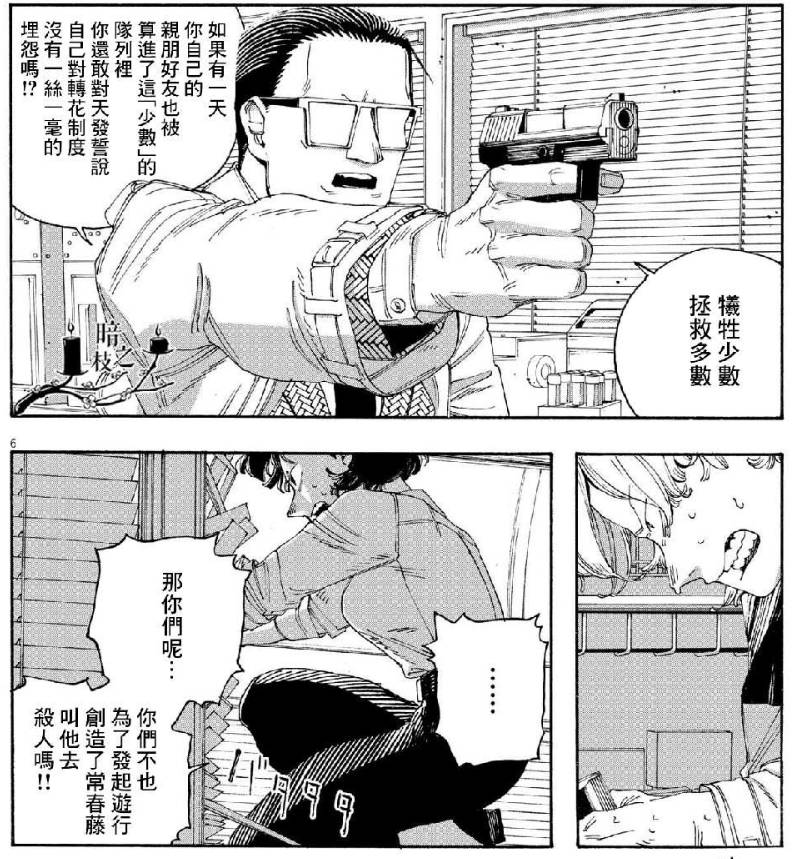 犧牲少數
拯救多數
如果有一天
你自己的
親朋好友也被
算進了這「少數」的
隊列裡
你還敢對天發誓說
自己對轉花制度
沒有一絲一毫的
埋怨嗎!?
暗之枝
6
……
那你們呢…
你們不也
為了發起遊行
創造了常春藤
叫他去
殺人嗎!!
バタタタ